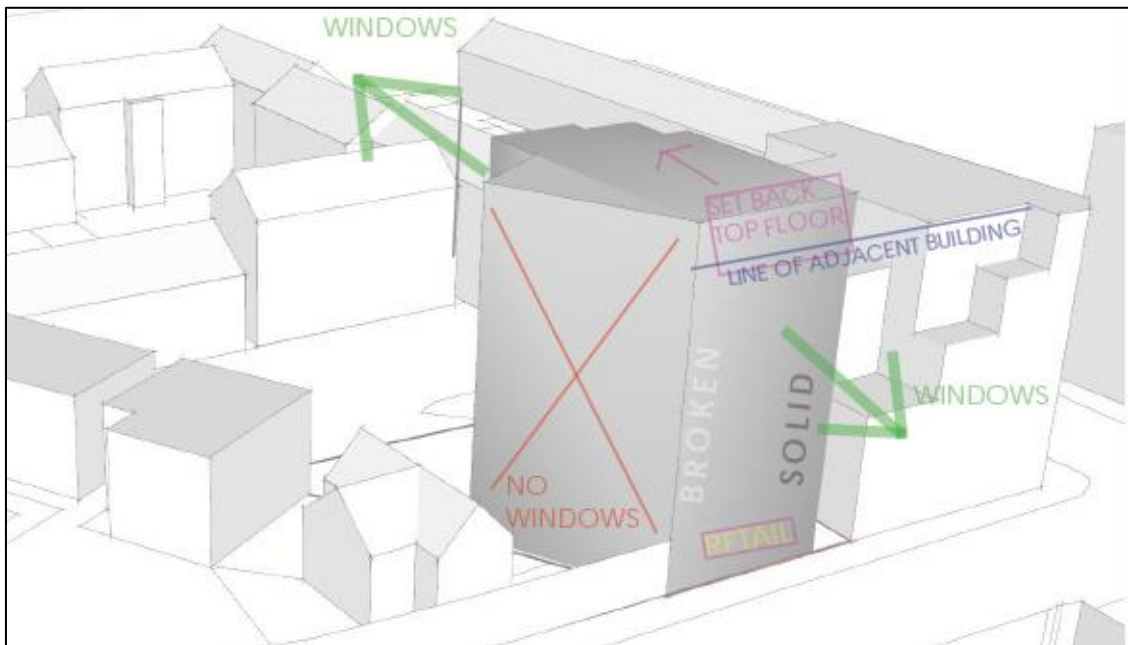 WINDOWS
SET BACK
TOP FLOOR
LINE OF ADJACENT BUILDING
WINDOWS
BROKEN
SOLID
NO
WINDOWS
RETAIL